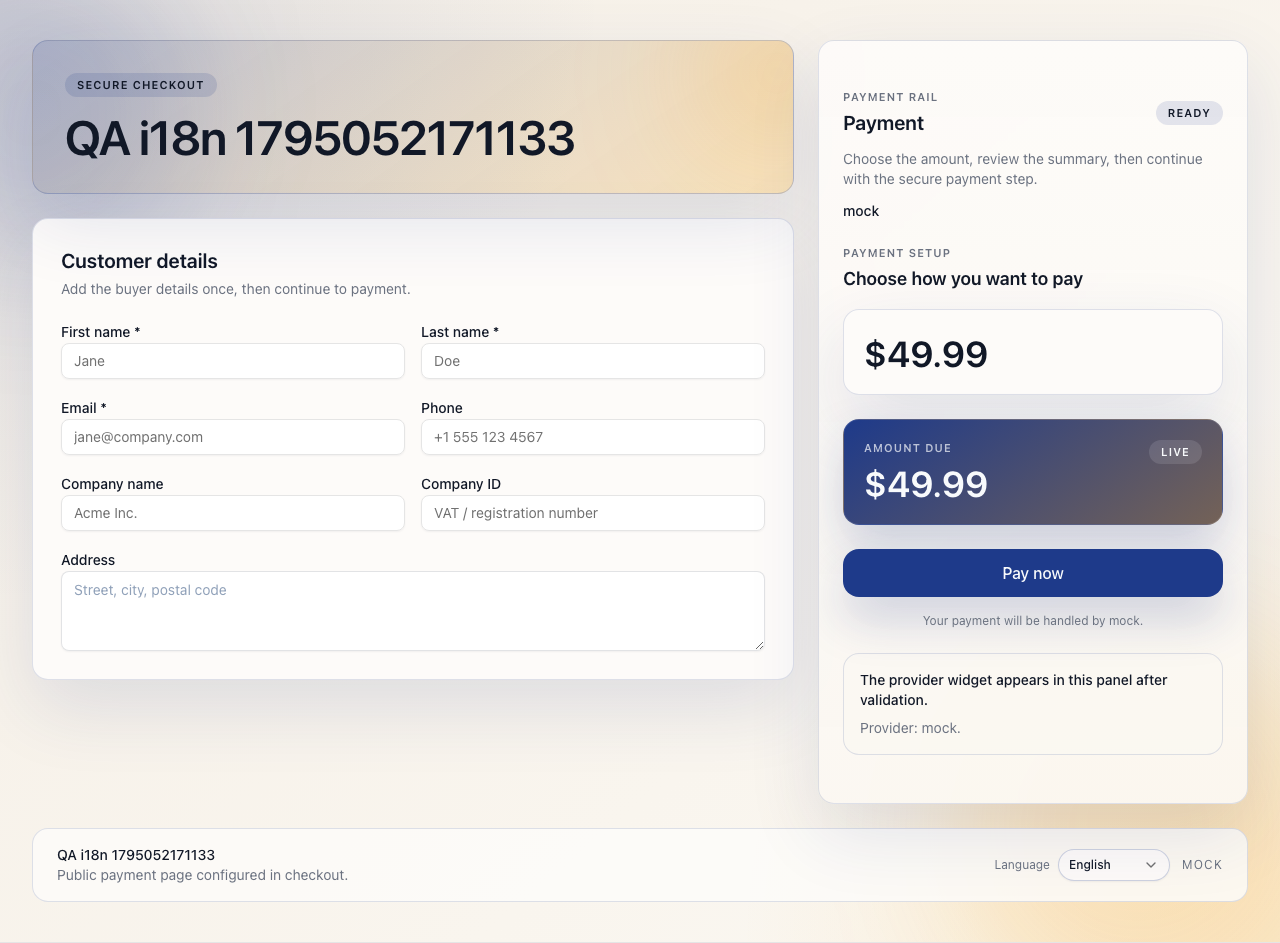 SECURE CHECKOUT
QA i18n 1795052171133
Customer details
Add the buyer details once, then continue to payment.
First name *
Last name *
Jane
Doe
Email *
Phone
jane@company.com
+1 555 123 4567
Company name
Company ID
Acme Inc.
VAT / registration number
Address
Street, city, postal code
PAYMENT RAIL
Payment
READY
Choose the amount, review the summary, then continue
with the secure payment step.
mock
PAYMENT SETUP
Choose how you want to pay
$49.99
AMOUNT DUE
LIVE
$49.99
Pay now
Your payment will be handled by mock.
The provider widget appears in this panel after
validation.
Provider: mock.
QA i18n 1795052171133
Public payment page configured in checkout.
Language
English
MOCK